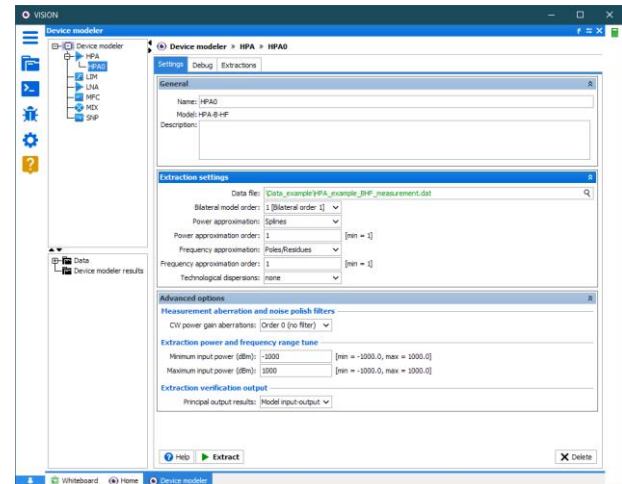 VISION
Device modeler
Device modeler
HPA
HPA0
LIM
LNA
MFC
MIX
SNP
Data
Device modeler results
Device modeler » HPA » HPA0
Settings Debug Extractions
General
Name: HPA0
Model: HPA-B-HF
Description:
Extraction settings
Data file: \Data_example\HPA_example_BHF_measurement.dat
Bilateral model order: 1 [Bilateral order 1]
Power approximation: Splines
Power approximation order: 1 [min = 1]
Frequency approximation: Poles/Residues
Frequency approximation order: 1 [min = 1]
Technological dispersions: none
Advanced options
Measurement aberration and noise polish filters
CW power gain aberrations: Order 0 (no filter)
Extraction power and frequency range tune
Minimum input power (dBm): -1000 [min = -1000.0, max = 1000.0]
Maximum input power (dBm): 1000 [min = -1000.0, max = 1000.0]
Extraction verification output
Principal output results: Model input-output
Help Extract Delete
Whiteboard Home Device modeler